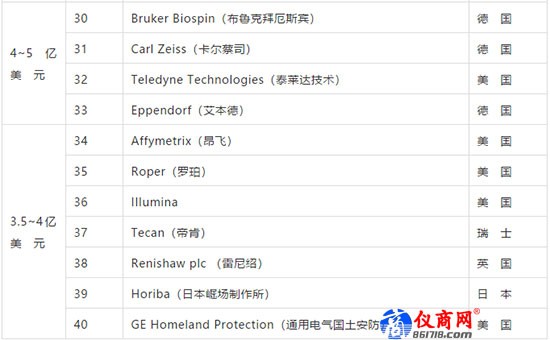 30 Bruker Biospin（布鲁克拜厄斯宾） 德 国
4~5 亿美 元 31 Carl Zeiss（卡尔蔡司） 德 国
32 Teledyne Technologies（泰莱达技术） 美 国
33 Eppendorf（艾本德） 德 国
34 Affymetrix（昂飞） 美 国
35 Roper（罗珀） 美 国
36 Illumina 美 国
3.5~4亿美 元 37 Tecan（帝肯） 瑞 士
38 Renishaw plc （雷尼绍） 英 国
39 Horiba（日本崛场制作所） 日 本
40 GE Homeland Protection（通用电气国土安防 美 国
仪商网®
861718.com